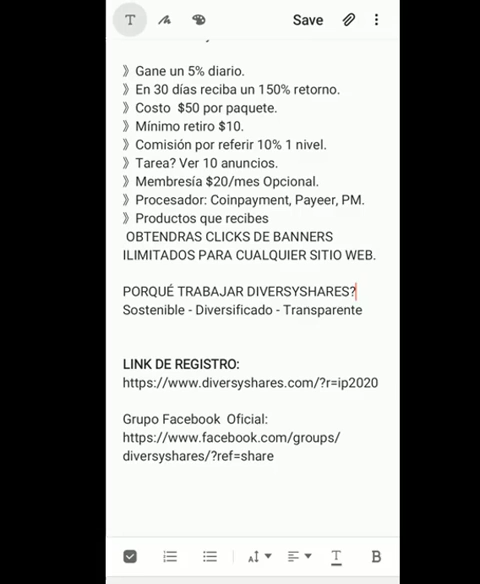 T Save
》Gane un 5% diario.
》En 30 días reciba un 150% retorno.
》Costo  $50 por paquete.
》Mínimo retiro $10.
》Comisión por referir 10% 1 nivel.
》Tarea? Ver 10 anuncios.
》Membresía $20/mes Opcional.
》Procesador: Coinpayment, Payeer, PM.
》Productos que recibes
OBTENDRAS CLICKS DE BANNERS
ILIMITADOS PARA CUALQUIER SITIO WEB.
PORQUÉ TRABAJAR DIVERSYSHARES?
Sostenible - Diversificado - Transparente
LINK DE REGISTRO:
https://www.diversyshares.com/?r=ip2020
Grupo Facebook  Oficial:
https://www.facebook.com/groups/
diversyshares/?ref=share
A T B